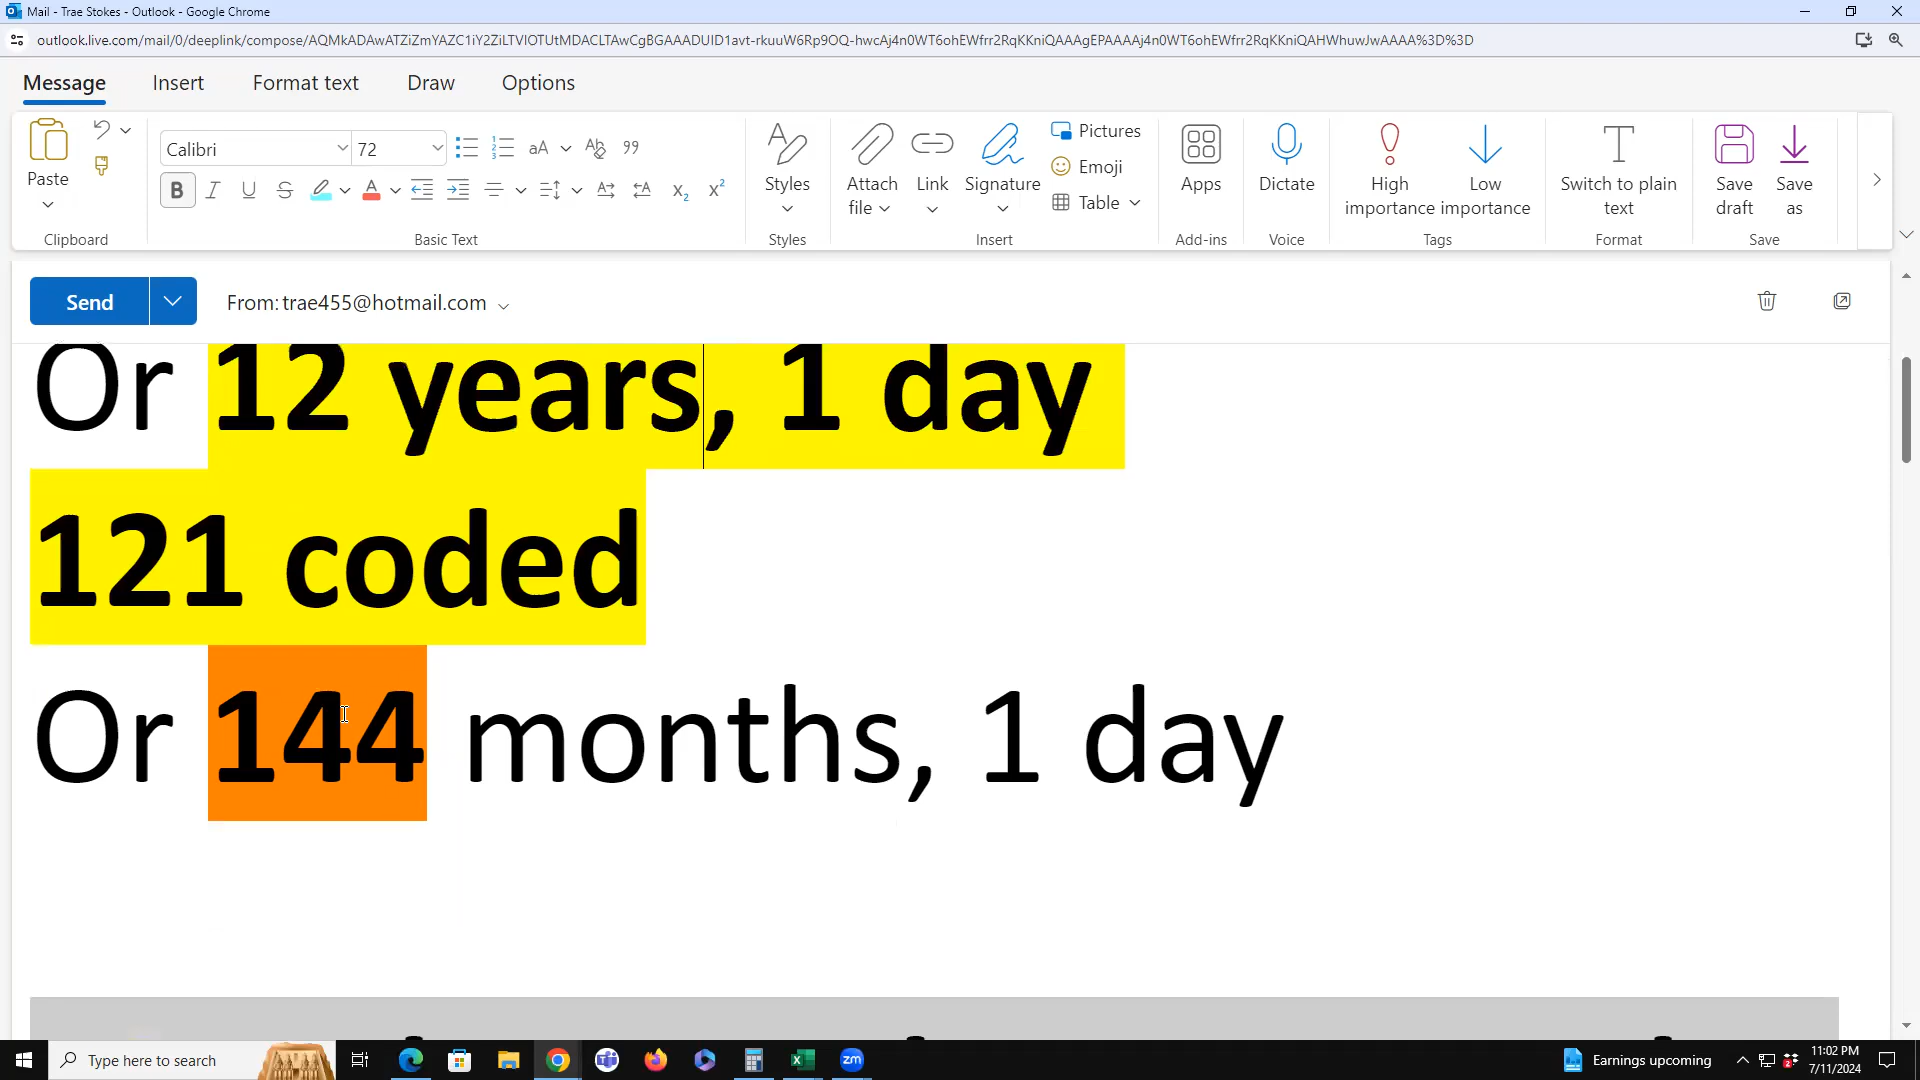 Mail - Trae Stokes - Outlook - Google Chrome
outlook.live.com/mail/0/deeplink/compose/AQMkADAwATZiZmYAZC1iY2ZiLTVlOTUtMDACLTAwCgBGAAADUID1avt-rkuuW6Rp9OQ-hwcAj4n0WT6ohEWfrr2RqKKniQAAAgEPAAAAj4n0WT6ohEWfrr2RqKKniQAHWhuwJwAAAA%3D%3D
Message Insert Format text Draw Options
Paste
Clipboard
Calibri 72
Basic Text
Styles
Styles
Attach file
Link
Signature
Pictures
Emoji
Table
Insert
Apps
Add-ins
Dictate
Voice
High importance
Low importance
Tags
Switch to plain text
Format
Save draft
Save as
Save
Send From: trae455@hotmail.com
Or 12 years, 1 day
121 coded
Or 144 months, 1 day
Type here to search
Earnings upcoming
11:02 PM
7/11/2024